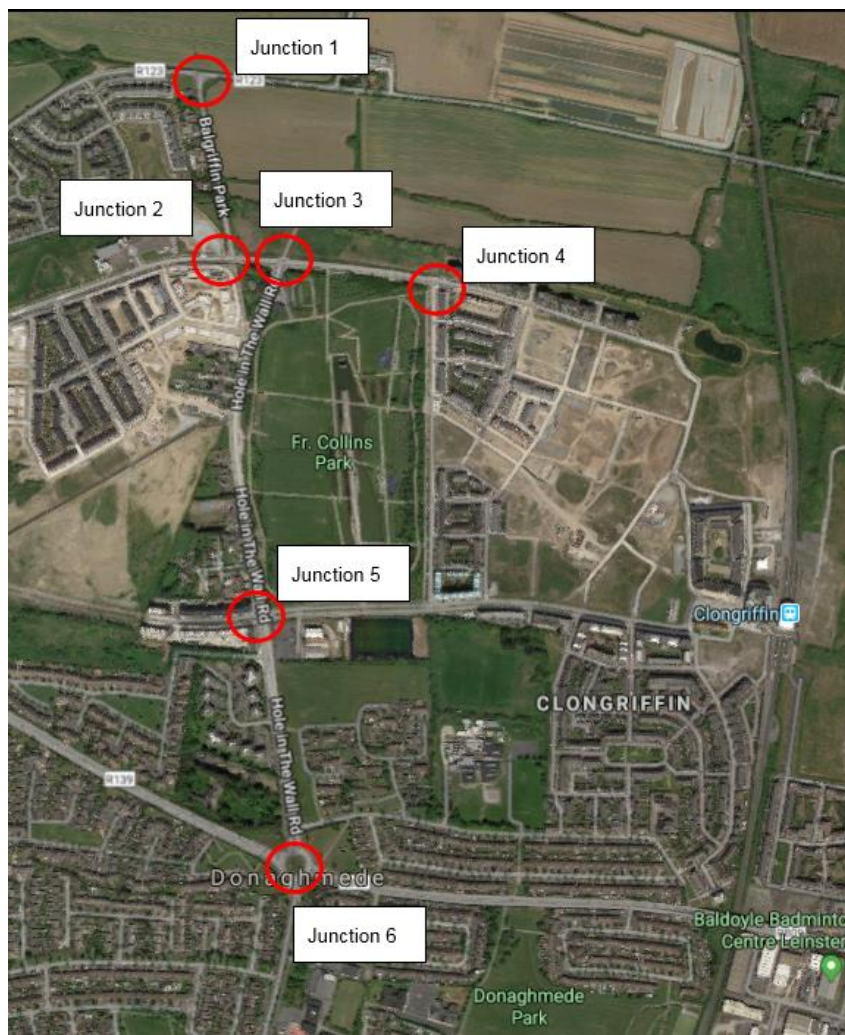 Junction 1
R123
R123
Balgriffin Park
Junction 2
Junction 3
Junction 4
Hole In The Wall Rd
Fr. Collins
Park
Hole In The Wall Rd
Junction 5
Clongriffin
CLONGRIFFIN
Hole In The Wall Rd
R139
Donaghmede
Junction 6
Baldoyle Badminto
Centre Leinster
Donaghmede
Park